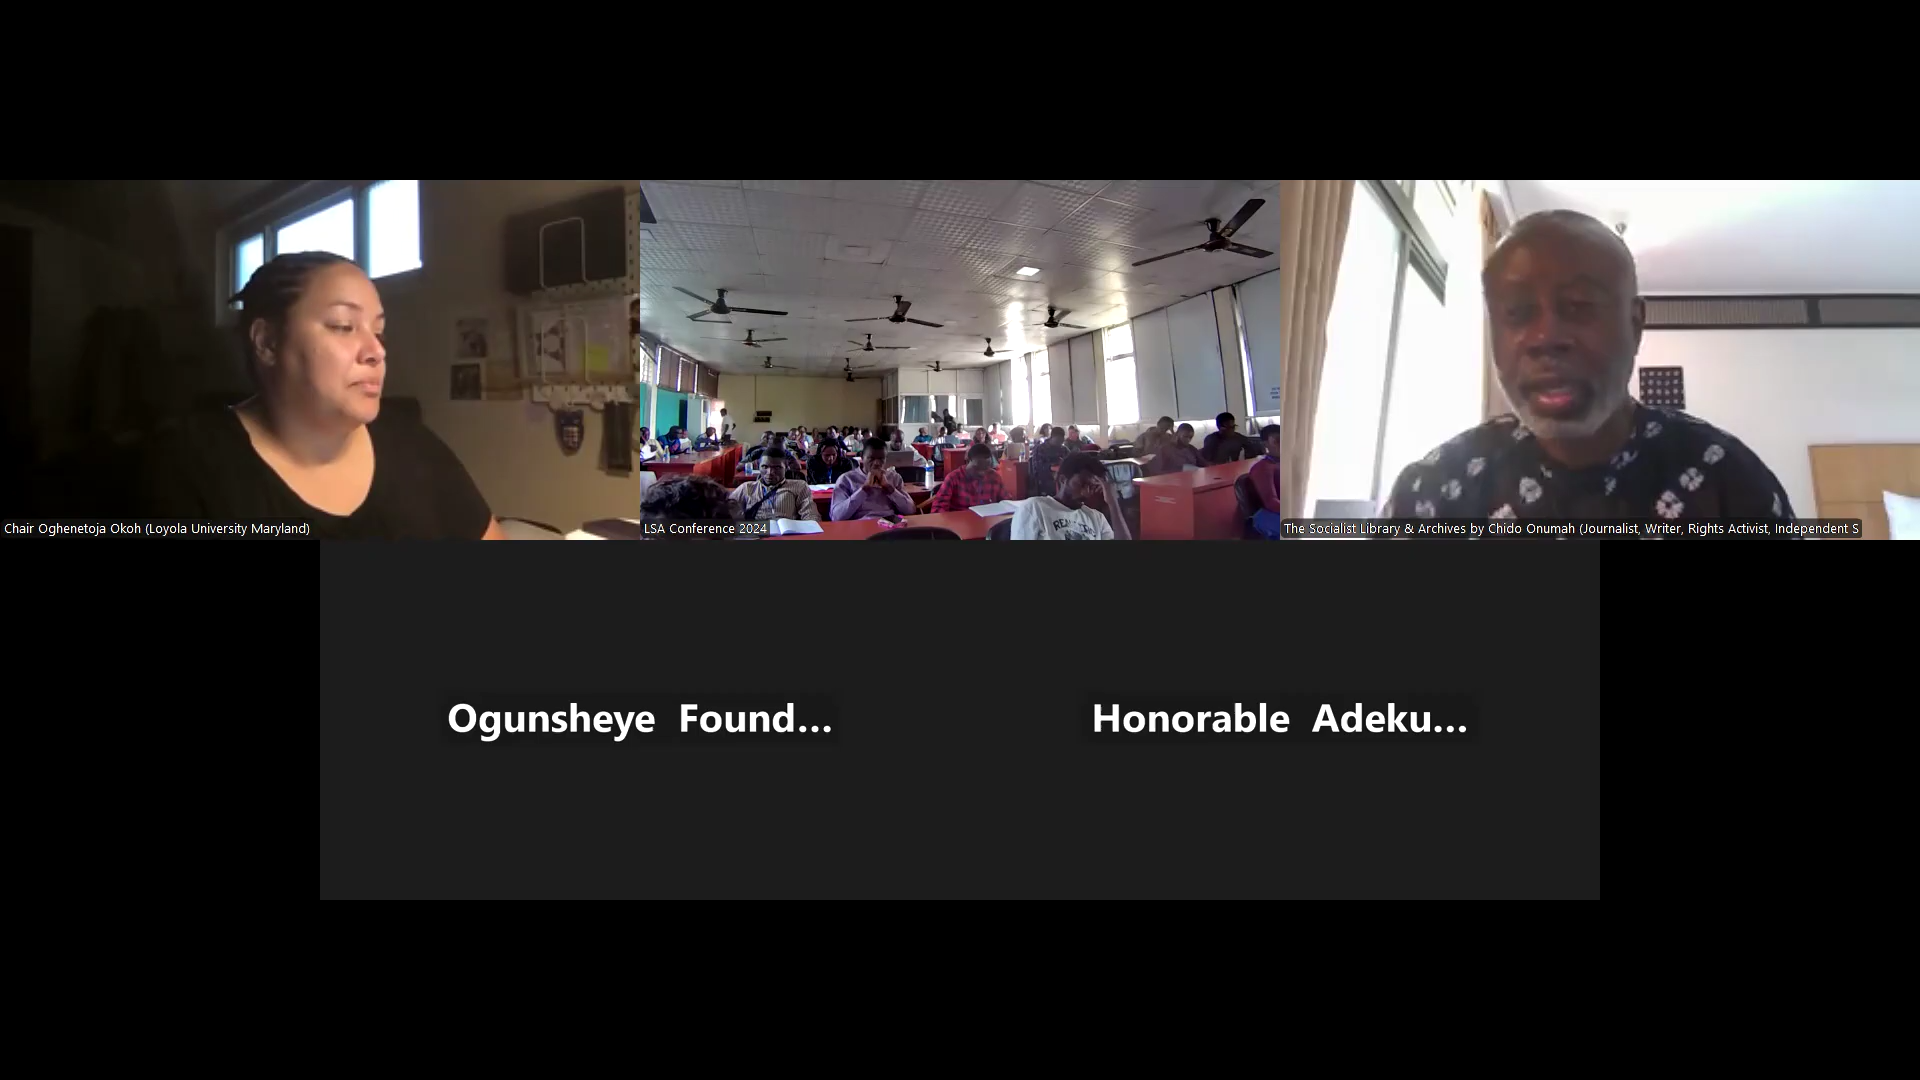 Chair Oghenetoja Okoh (Loyola University Maryland)
LSA Conference 2024
The Socialist Library & Archives by Chido Onumah (Journalist, Writer, Rights Activist, Independent S
Ogunsheye Found...
Honorable Adeku...